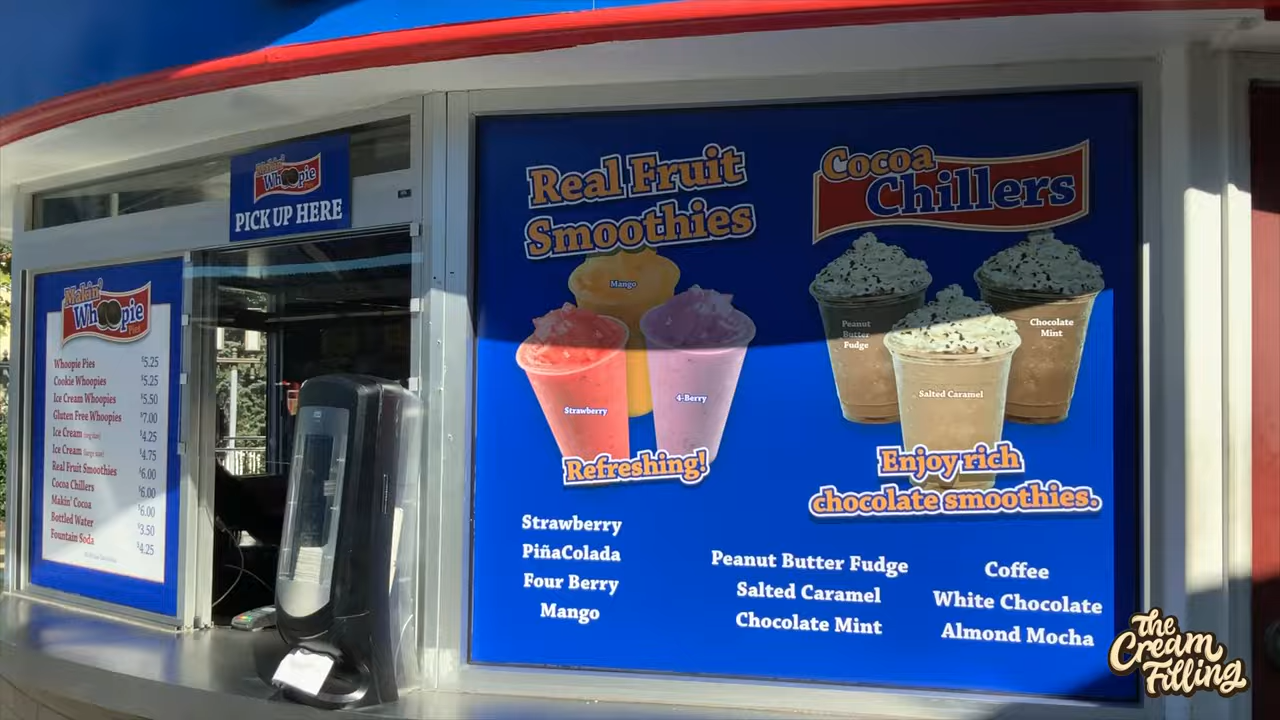 Makin'
Whoopie
Pies
PICK UP HERE
Makin'
Whoopie
Pies
Whoopie Pies $5.25
Cookie Whoopies $5.25
Ice Cream Whoopies $5.50
Gluten Free Whoopies $7.00
Ice Cream (reg size) $4.25
Ice Cream (large size) $4.75
Real Fruit Smoothies $6.00
Cocoa Chillers $6.00
Makin' Cocoa $6.00
Bottled Water $3.50
Fountain Soda $4.25
Real Fruit
Smoothies
Mango
Strawberry
4-Berry
Refreshing!
Strawberry
PiñaColada
Four Berry
Mango
Cocoa
Chillers
Peanut
Butter
Fudge
Chocolate
Mint
Salted Caramel
Enjoy rich
chocolate smoothies.
Peanut Butter Fudge
Salted Caramel
Chocolate Mint
Coffee
White Chocolate
Almond Mocha
The
Cream
Filling